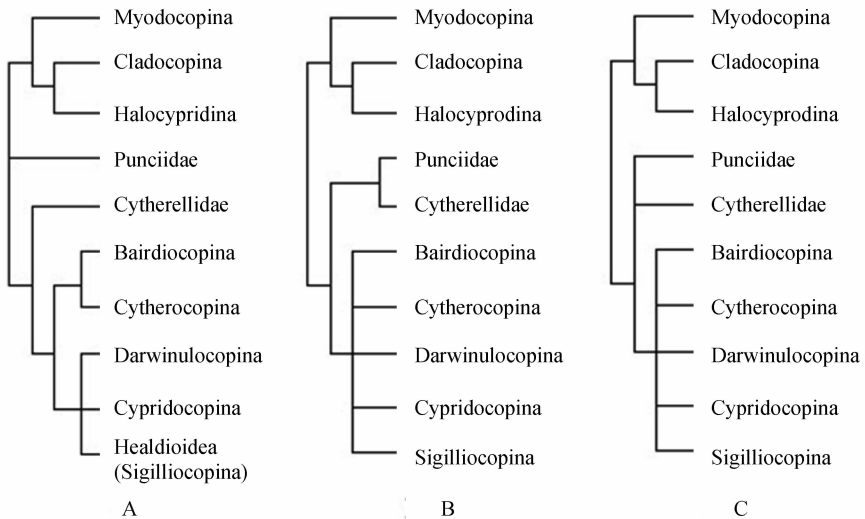 Myodocopina
Cladocopina
Halocypridina
Punciidae
Cytherellidae
Bairdiocopina
Cytherocopina
Darwinulocopina
Cypridocopina
Healdioidea
(Sigilliocopina)
A
Myodocopina
Cladocopina
Halocyprodina
Punciidae
Cytherellidae
Bairdiocopina
Cytherocopina
Darwinulocopina
Cypridocopina
Sigilliocopina
B
Myodocopina
Cladocopina
Halocyprodina
Punciidae
Cytherellidae
Bairdiocopina
Cytherocopina
Darwinulocopina
Cypridocopina
Sigilliocopina
C